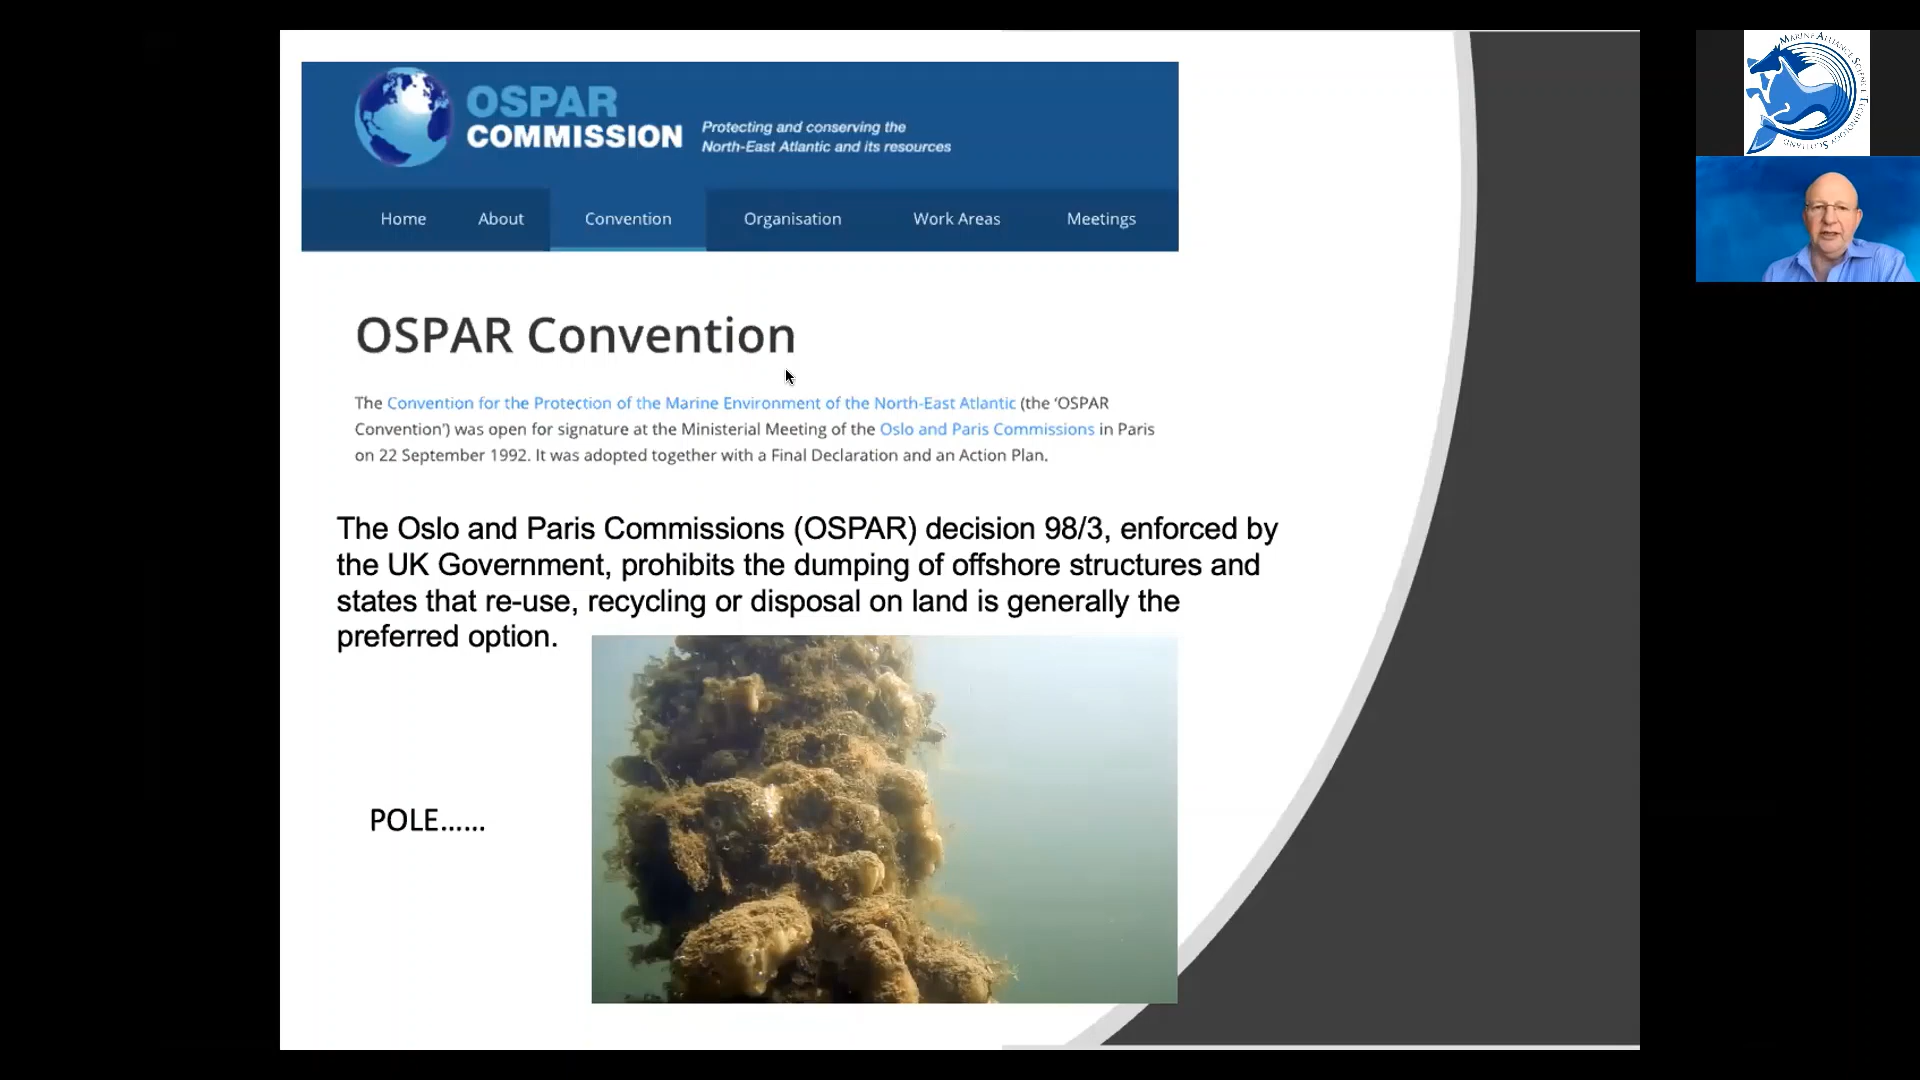 OSPAR
COMMISSION
Protecting and conserving the
North-East Atlantic and its resources
Home About Convention Organisation Work Areas Meetings
OSPAR Convention
The Convention for the Protection of the Marine Environment of the North-East Atlantic (the ‘OSPAR
Convention’) was open for signature at the Ministerial Meeting of the Oslo and Paris Commissions in Paris
on 22 September 1992. It was adopted together with a Final Declaration and an Action Plan.
The Oslo and Paris Commissions (OSPAR) decision 98/3, enforced by
the UK Government, prohibits the dumping of offshore structures and
states that re-use, recycling or disposal on land is generally the
preferred option.
POLE......
MARINE ALLIANCE SCIENCE TECHNOLOGY SCOTLAND